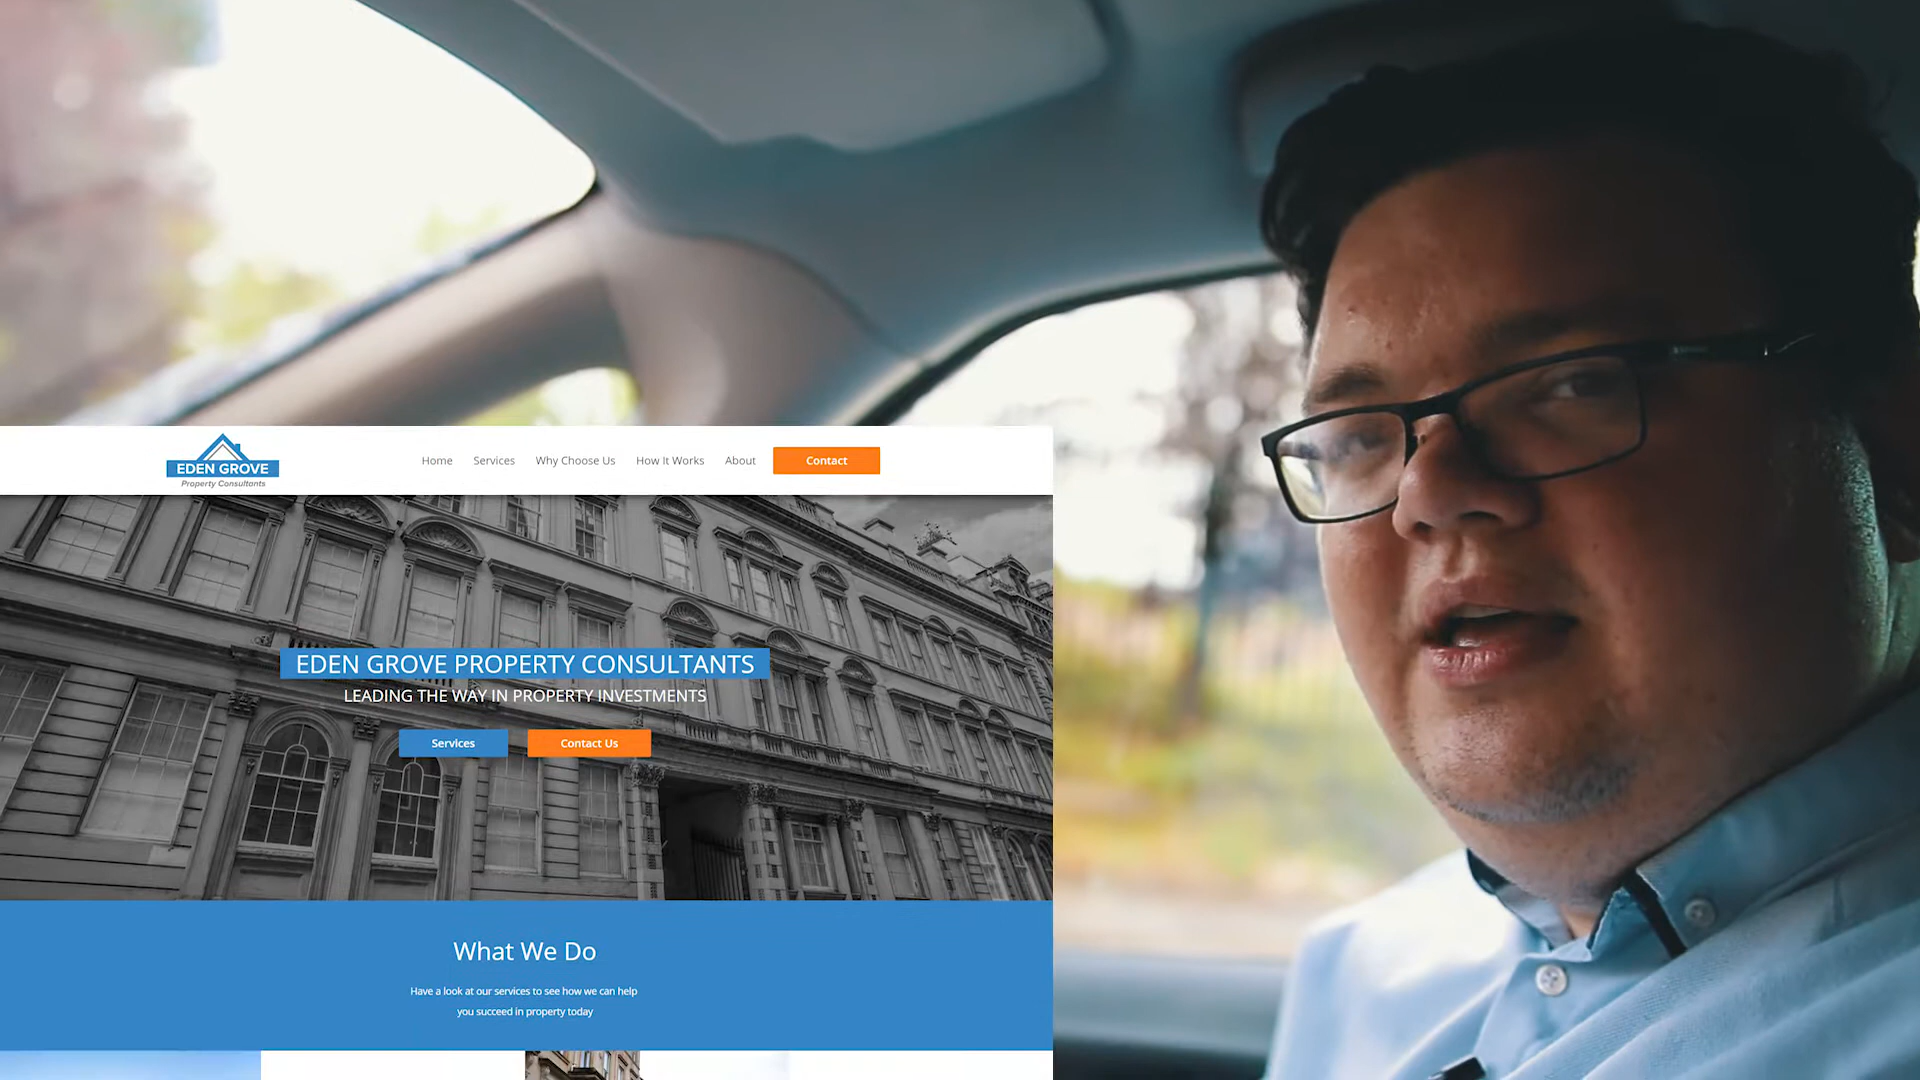 EDEN GROVE
Property Consultants
Home Services Why Choose Us How It Works About Contact
EDEN GROVE PROPERTY CONSULTANTS
LEADING THE WAY IN PROPERTY INVESTMENTS
Services Contact Us
What We Do
Have a look at our services to see how we can help
you succeed in property today